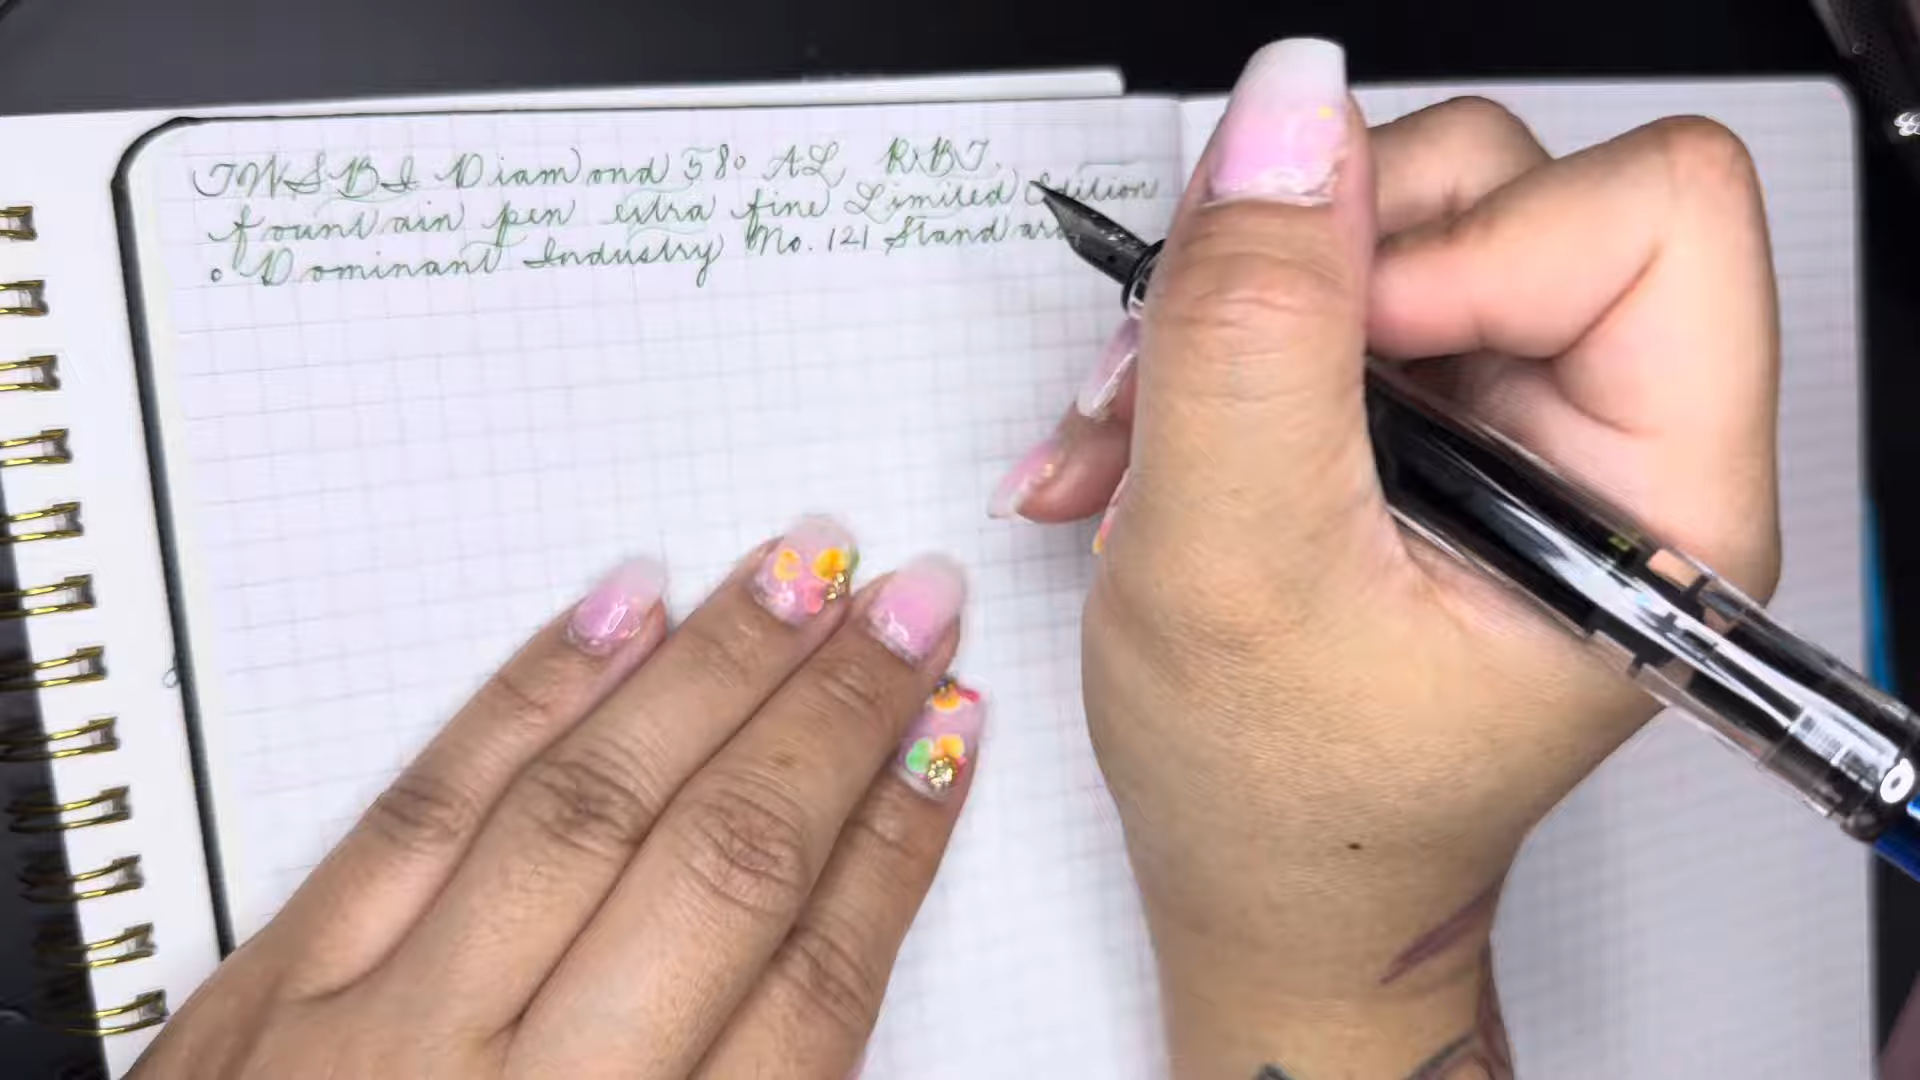 TWSBI Diamond 580 AL RBT.
fountain pen extra fine Limited Edition
o Dominant Industry No. 121 Standard